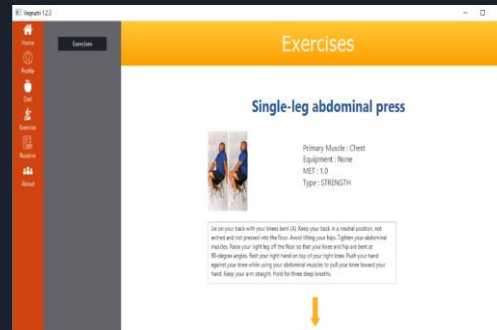 Vegnutri 1.2.3
Home
Profile
Diet
Exercise
Routine
About
Exercises
Exercises
Single-leg abdominal press
Primary Muscle : Chest
Equipment : None
MET : 1.0
Type : STRENGTH
Lie on your back with your knees bent (A). Keep your back in a neutral position, not
arched and not pressed into the floor. Avoid tilting your hips. Tighten your abdominal
muscles. Raise your right leg off the floor so that your knee and hip are bent at
90-degree angles. Rest your right hand on top of your right knee. Push your hand
against your knee while using your abdominal muscles to pull your knee toward your
hand. Keep your arm straight. Hold for three deep breaths.